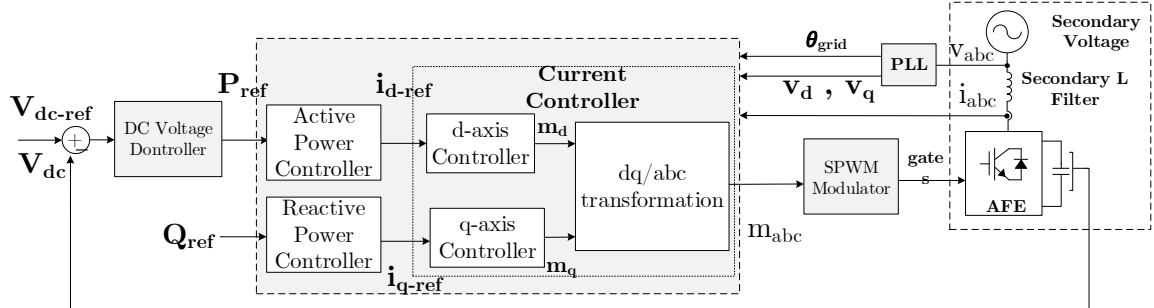 V dc-ref
V dc
DC Voltage
Dontroller
P ref
Q ref
Active
Power
Controller
Reactive
Power
Controller
i d-ref
i q-ref
Current
Controller
d-axis
Controller
q-axis
Controller
m d
m q
dq/abc
transformation
m abc
θ grid
v d , v q
PLL
v abc
i abc
SPWM
Modulator
gate
s
Secondary
Voltage
Secondary L
Filter
AFE